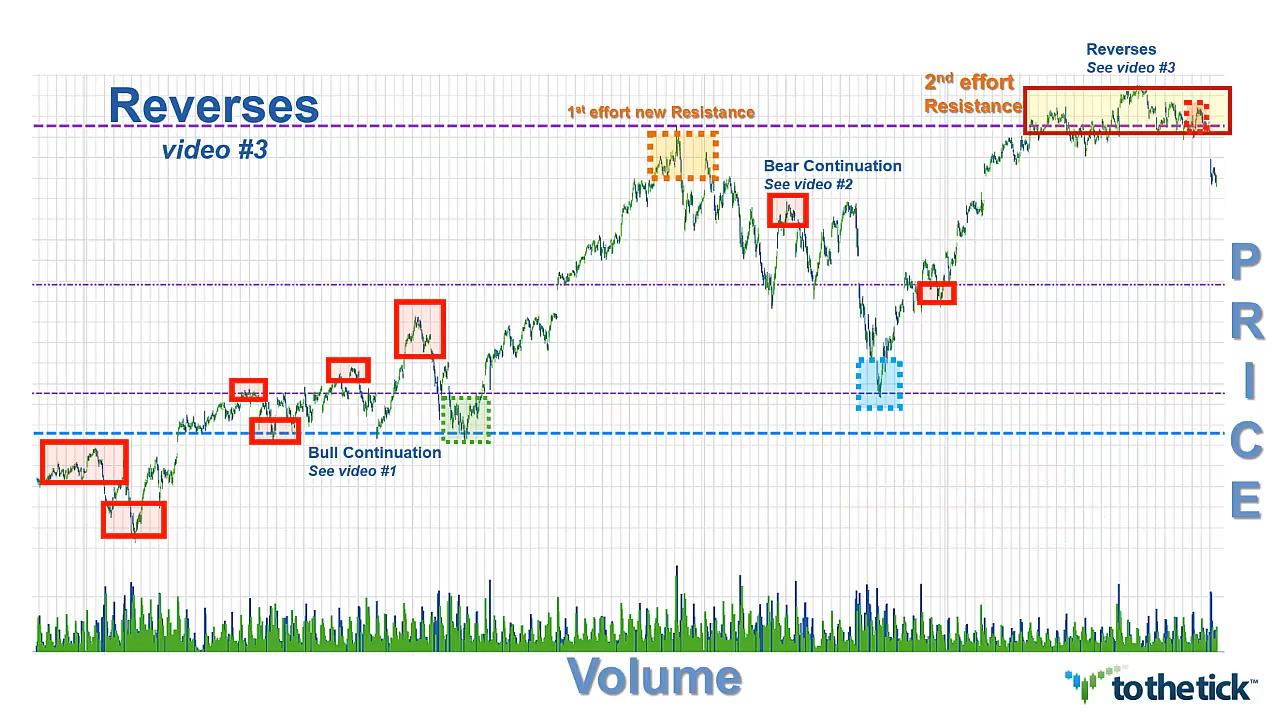 Reverses
See video #3
Reverses
video #3
2nd effort
Resistance
1st effort new Resistance
Bear Continuation
See video #2
Bull Continuation
See video #1
PRICE
Volume
tothetick™